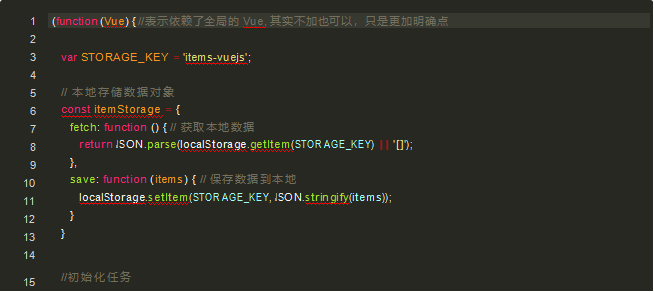 1 (function (Vue) { //表示依赖了全局的 Vue, 其实不加也可以，只是更加明确点
2
3 var STORAGE_KEY = 'items-vuejs';
4
5 // 本地存储数据对象
6 const itemStorage = {
7 fetch: function () { // 获取本地数据
8 return JSON.parse(localStorage.getItem(STORAGE_KEY) || '[]');
9 },
10 save: function (items) { // 保存数据到本地
11 localStorage.setItem(STORAGE_KEY, JSON.stringify(items));
12 }
13 }
14
15 //初始化任务